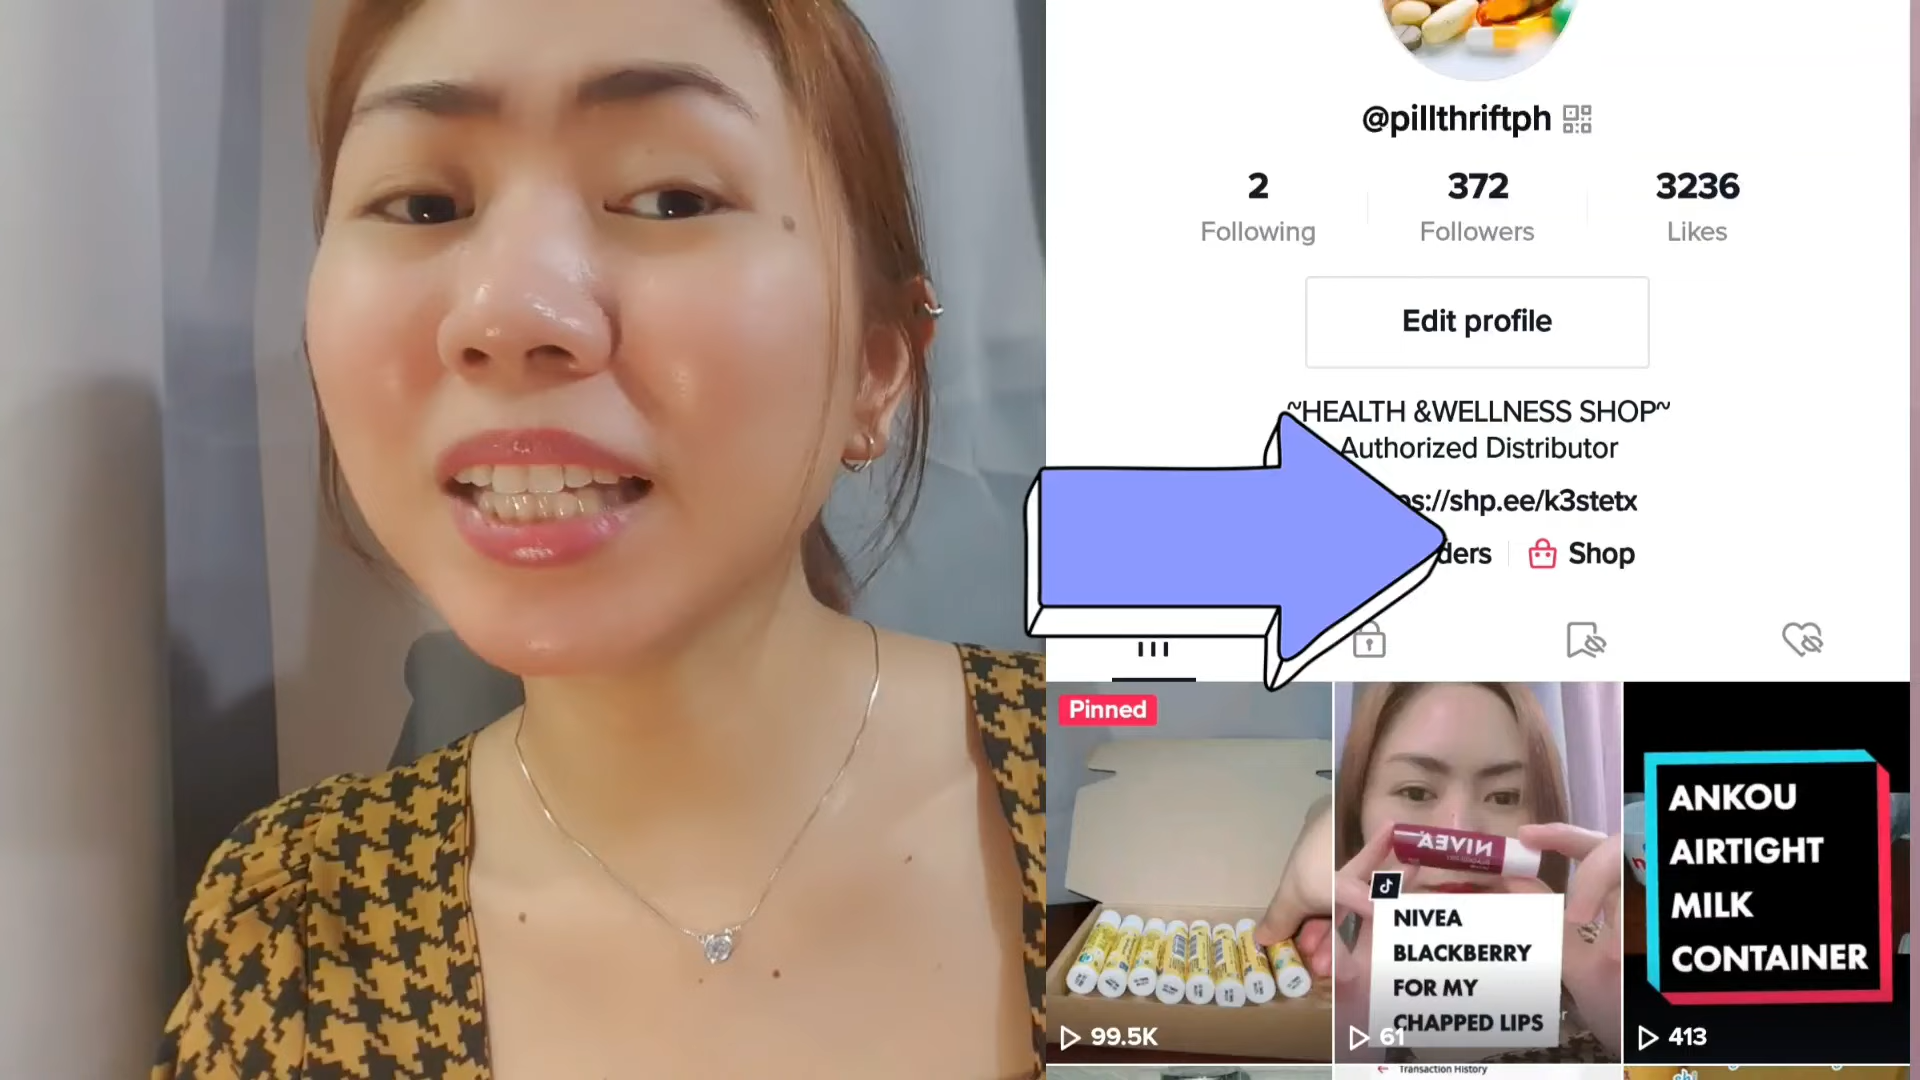 @pillthriftph
2
372
3236
Following
Followers
Likes
Edit profile
~HEALTH &WELLNESS SHOP~
Authorized Distributor
ps://shp.ee/k3stetx
ders
Shop
Pinned
NIVEA
ANKOU
AIRTIGHT
MILK
CONTAINER
NIVEA
BLACKBERRY
FOR MY
CHAPPED LIPS
99.5K
61
413
Transaction History